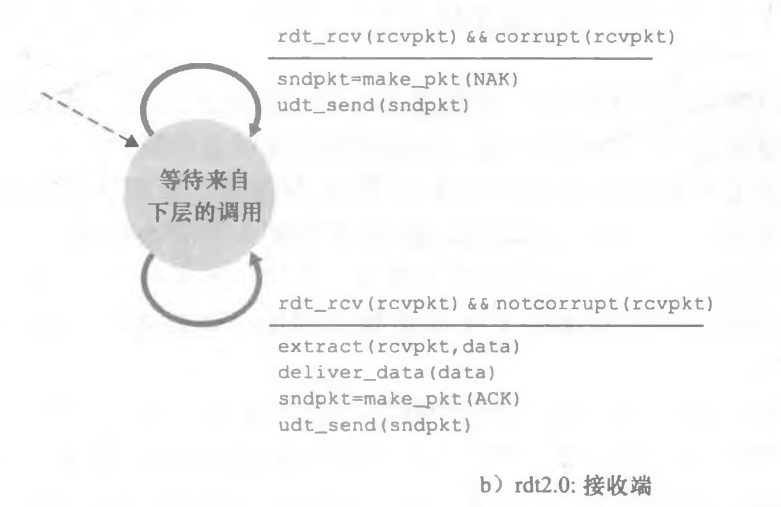 rdt_rcv(rcvpkt) && corrupt(rcvpkt)
sndpkt=make_pkt(NAK)
udt_send(sndpkt)
等待来自
下层的调用
rdt_rcv(rcvpkt) && notcorrupt(rcvpkt)
extract(rcvpkt,data)
deliver_data(data)
sndpkt=make_pkt(ACK)
udt_send(sndpkt)
b）rdt2.0: 接收端